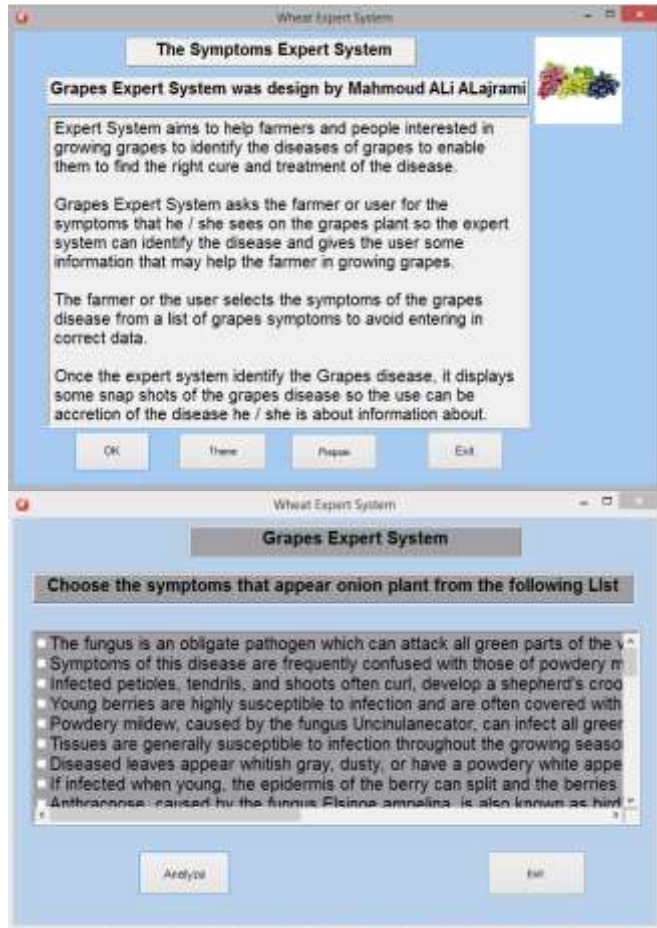 Wheat Expert System
The Symptoms Expert System
Grapes Expert System was design by Mahmoud ALi ALajrami
Expert System aims to help farmers and people interested in
growing grapes to identify the diseases of grapes to enable
them to find the right cure and treatment of the disease.
Grapes Expert System asks the farmer or user for the
symptoms that he / she sees on the grapes plant so the expert
system can identify the disease and gives the user some
information that may help the farmer in growing grapes.
The farmer or the user selects the symptoms of the grapes
disease from a list of grapes symptoms to avoid entering in
correct data.
Once the expert system identify the Grapes disease, it displays
some snap shots of the grapes disease so the use can be
accretion of the disease he / she is about information about.
OK
Exit
Wheat Expert System
Grapes Expert System
Choose the symptoms that appear onion plant from the following LIst
The fungus is an obligate pathogen which can attack all green parts of the v
Symptoms of this disease are frequently confused with those of powdery m
Infected petioles, tendrils, and shoots often curl, develop a shepherd's croo
Young berries are highly susceptible to infection and are often covered with
Powdery mildew, caused by the fungus Uncinulanecator, can infect all green
Tissues are generally susceptible to infection throughout the growing seaso
Diseased leaves appear whitish gray, dusty, or have a powdery white appe
If infected when young, the epidermis of the berry can split and the berries
Anthracnose, caused by the fungus Elsinoe ampelina, is also known as bird
Analyze
Exit